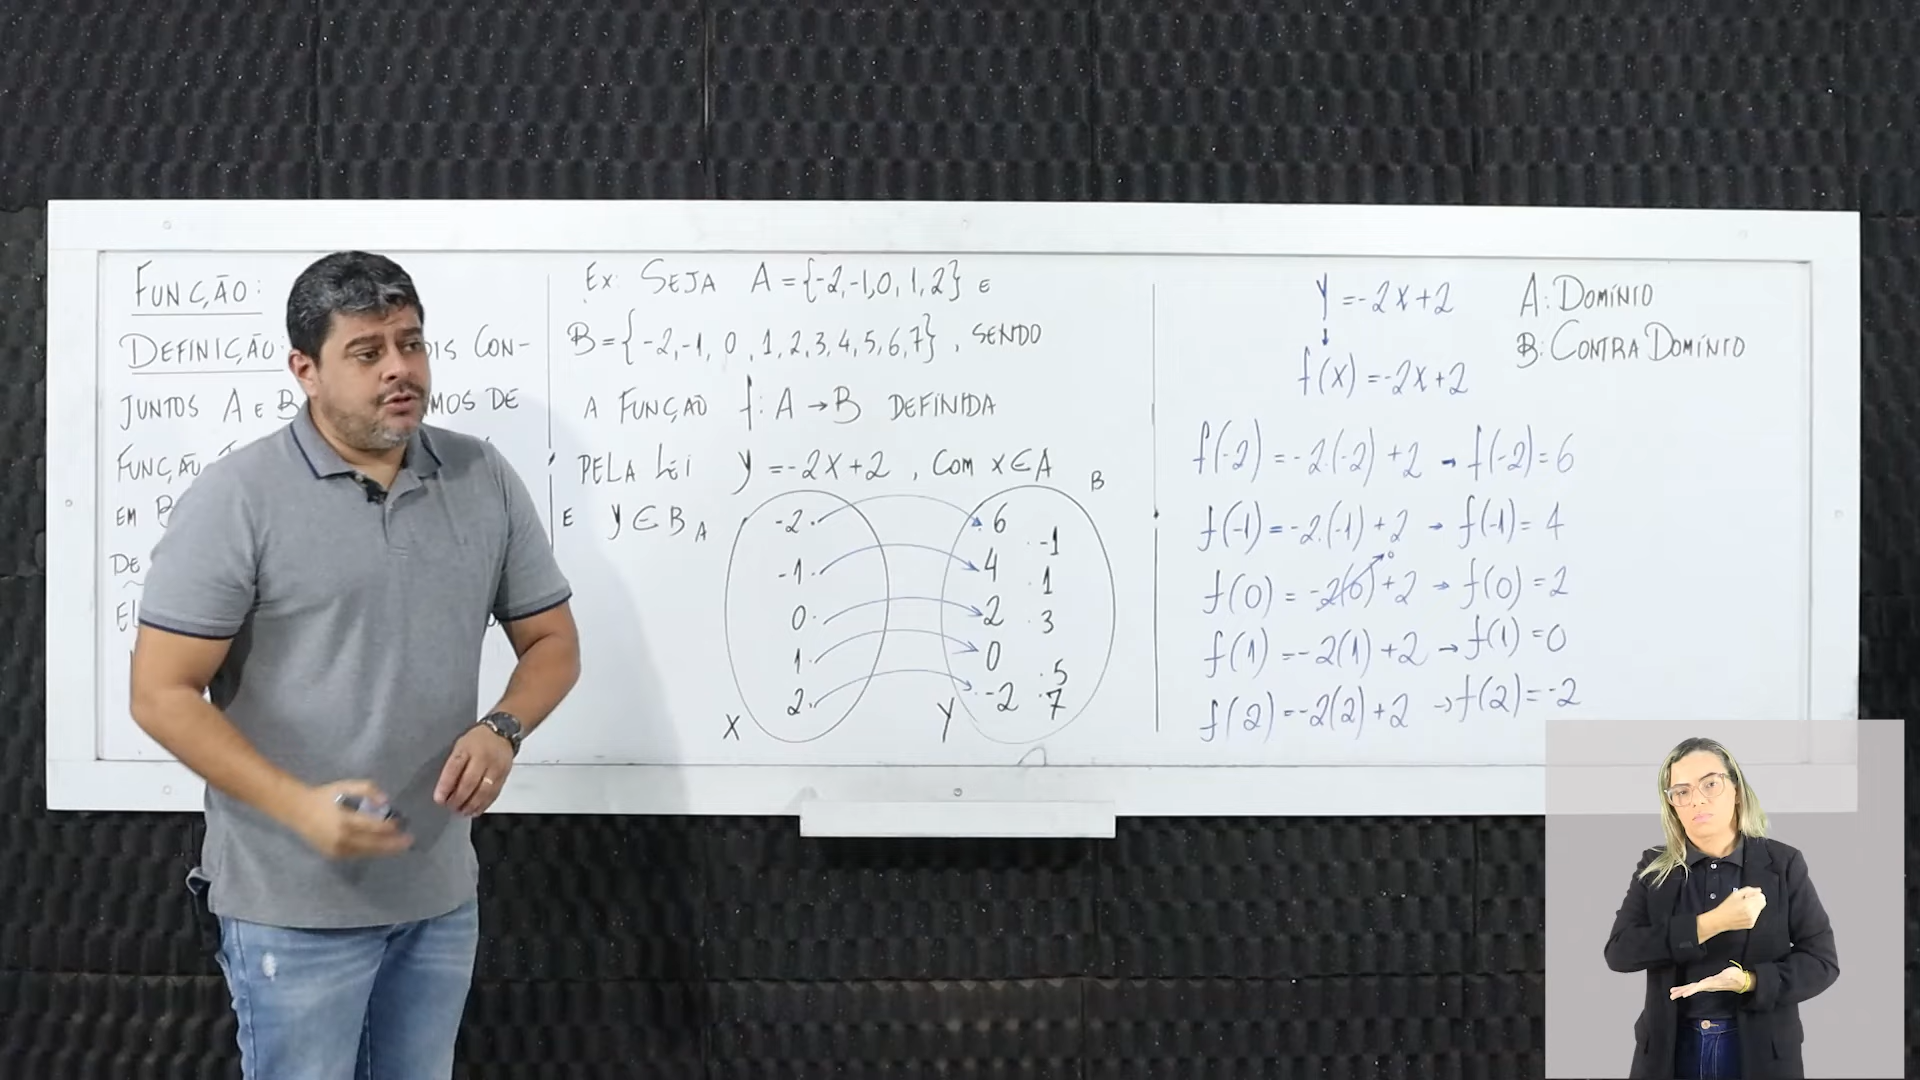 FUNÇÃO:
DEFINIÇÃO: CON-
JUNTOS A E B DE
FUNÇÃO
EM B
DE
Ex: SEJA A = {-2,-1,0,1,2} E
B = {-2,-1, 0, 1, 2, 3, 4, 5, 6, 7}, SENDO
A FUNÇÃO f: A → B DEFINIDA
PELA LEI y = -2x+2, COM x ∈ A
E y ∈ B
A
B
-2
-1
0
1
2
X
6
4
2
0
-2
-1
1
3
5
7
Y
y = -2x+2
↓
f(x) = -2x+2
A: DOMÍNIO
B: CONTRA DOMÍNIO
f(-2) = -2.(-2) +2 → f(-2) = 6
f(-1) = -2.(-1) +2 → f(-1) = 4
f(0) = -2(0)+2 → f(0) = 2
f(1) = -2(1) +2 → f(1) = 0
f(2) = -2(2)+2 → f(2) = -2